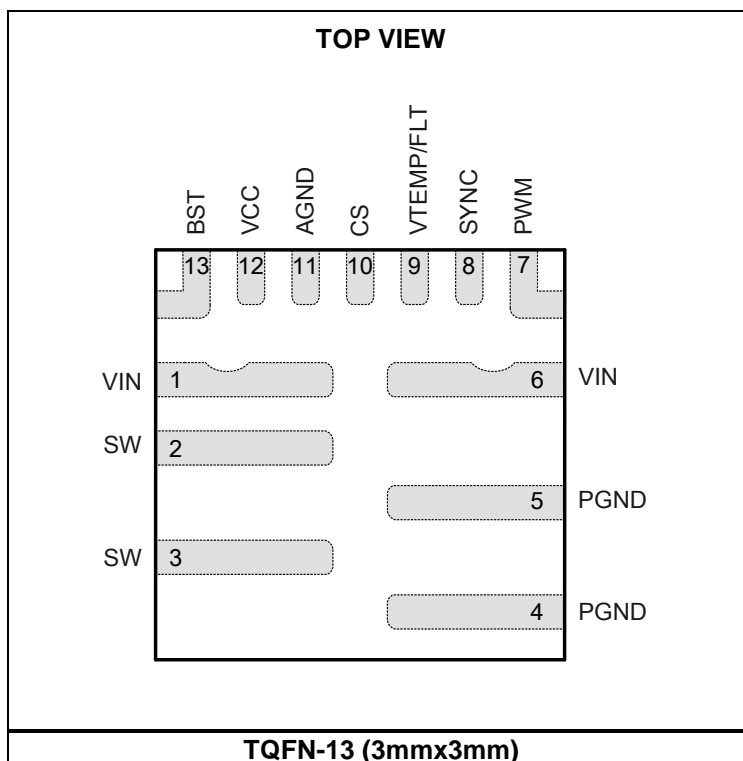 TOP VIEW
BST
VCC
AGND
CS
VTEMP/FLT
SYNC
PWM
13 12 11 10 9 8 7
VIN 1 6 VIN
SW 2
5 PGND
SW 3
4 PGND
TQFN-13 (3mmx3mm)